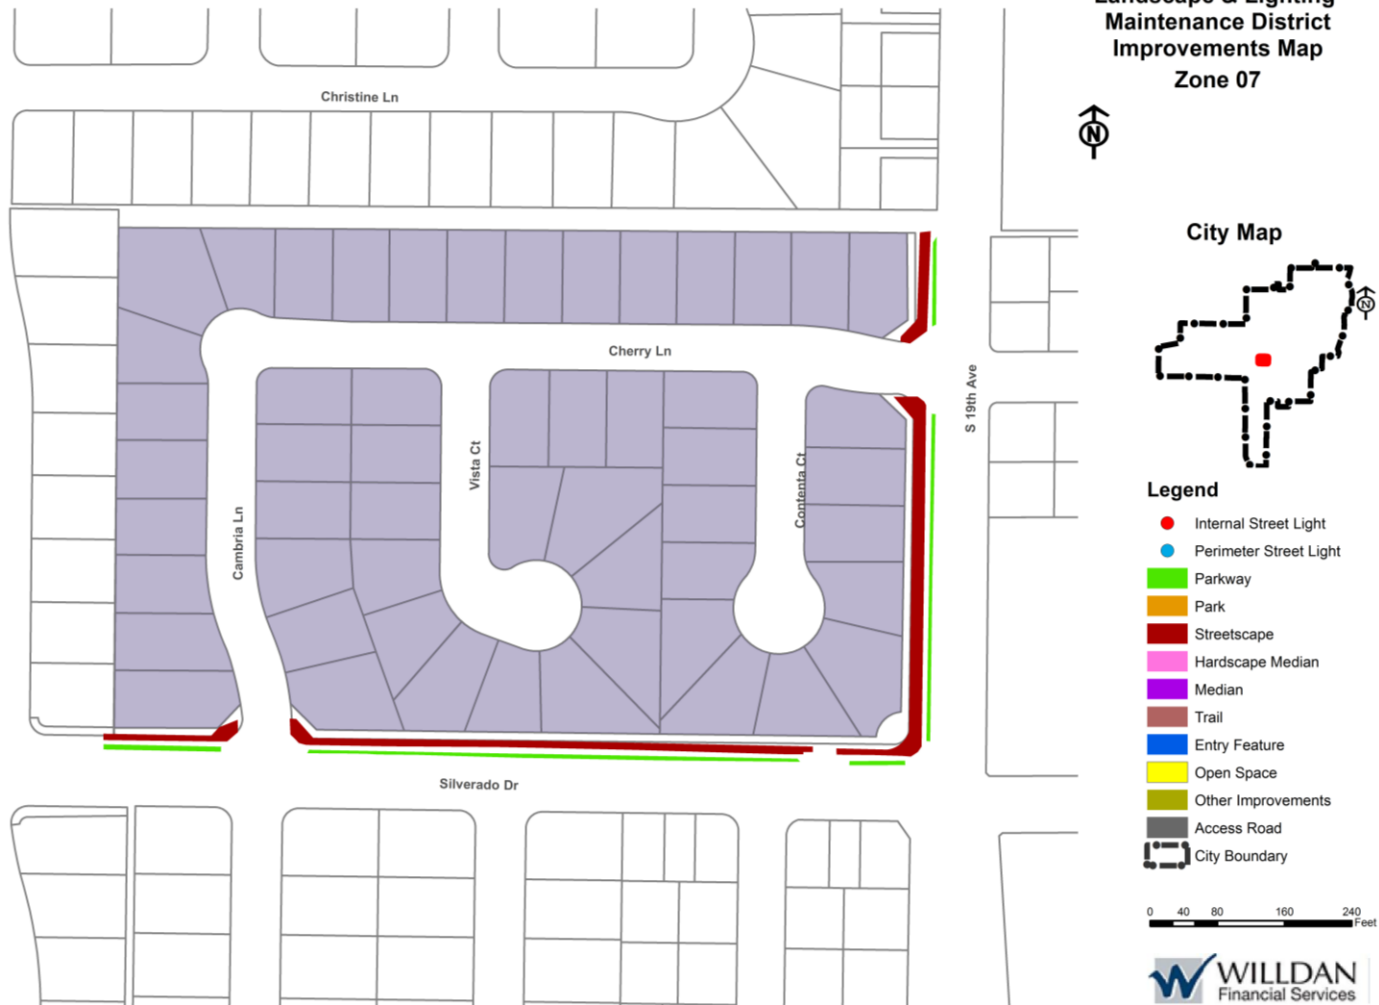 Landscape & Lighting
Maintenance District
Improvements Map
Zone 07
N
City Map
N
Christine Ln
Cherry Ln
S 19th Ave
Vista Ct
Contenta Ct
Cambria Ln
Silverado Dr
Legend
Internal Street Light
Perimeter Street Light
Parkway
Park
Streetscape
Hardscape Median
Median
Trail
Entry Feature
Open Space
Other Improvements
Access Road
City Boundary
0 40 80 160 240
Feet
WILLDAN
Financial Services